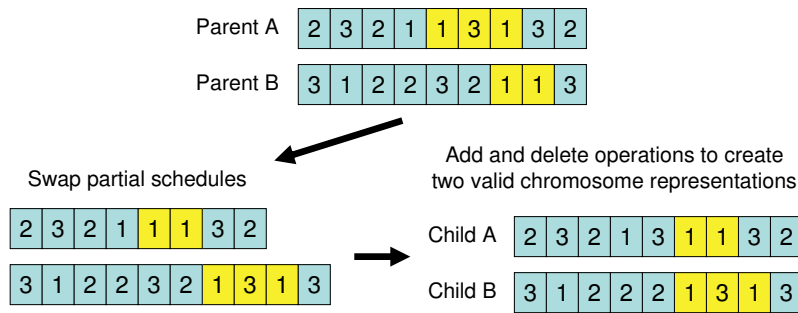 Parent A 2 3 2 1 1 3 1 3 2
Parent B 3 1 2 2 3 2 1 1 3
Swap partial schedules
2 3 2 1 1 1 3 2
3 1 2 2 3 2 1 3 1 3
Add and delete operations to create
two valid chromosome representations
Child A 2 3 2 1 3 1 1 3 2
Child B 3 1 2 2 2 1 3 1 3